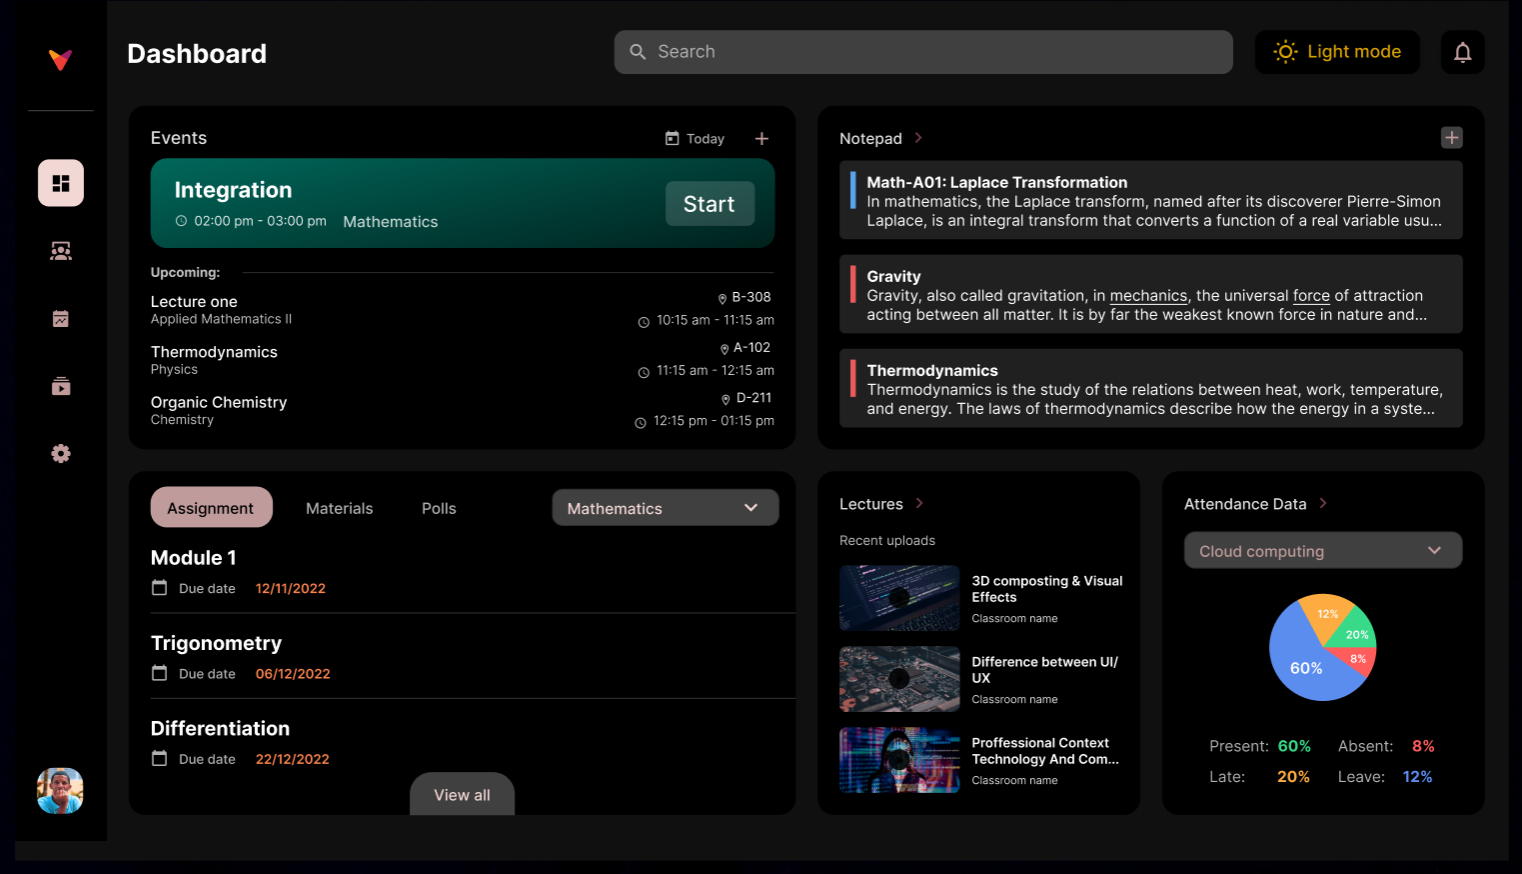 Dashboard
Search
Light mode
Events
Today
Integration
02:00 pm - 03:00 pm
Mathematics
Start
Upcoming:
Lecture one
B-308
Applied Mathematics II
10:15 am - 11:15 am
Thermodynamics
A-102
Physics
11:15 am - 12:15 am
Organic Chemistry
D-211
Chemistry
12:15 pm - 01:15 pm
Notepad
Math-A01: Laplace Transformation
In mathematics, the Laplace transform, named after its discoverer Pierre-Simon
Laplace, is an integral transform that converts a function of a real variable usu...
Gravity
Gravity, also called gravitation, in mechanics, the universal force of attraction
acting between all matter. It is by far the weakest known force in nature and...
Thermodynamics
Thermodynamics is the study of the relations between heat, work, temperature,
and energy. The laws of thermodynamics describe how the energy in a syste...
Assignment
Materials
Polls
Mathematics
Module 1
Due date 12/11/2022
Trigonometry
Due date 06/12/2022
Differentiation
Due date 22/12/2022
View all
Lectures
Recent uploads
3D composting & Visual
Effects
Classroom name
Difference between UI/
UX
Classroom name
Proffessional Context
Technology And Com...
Classroom name
Attendance Data
Cloud computing
12%
20%
8%
60%
Present: 60%
Absent: 8%
Late: 20%
Leave: 12%